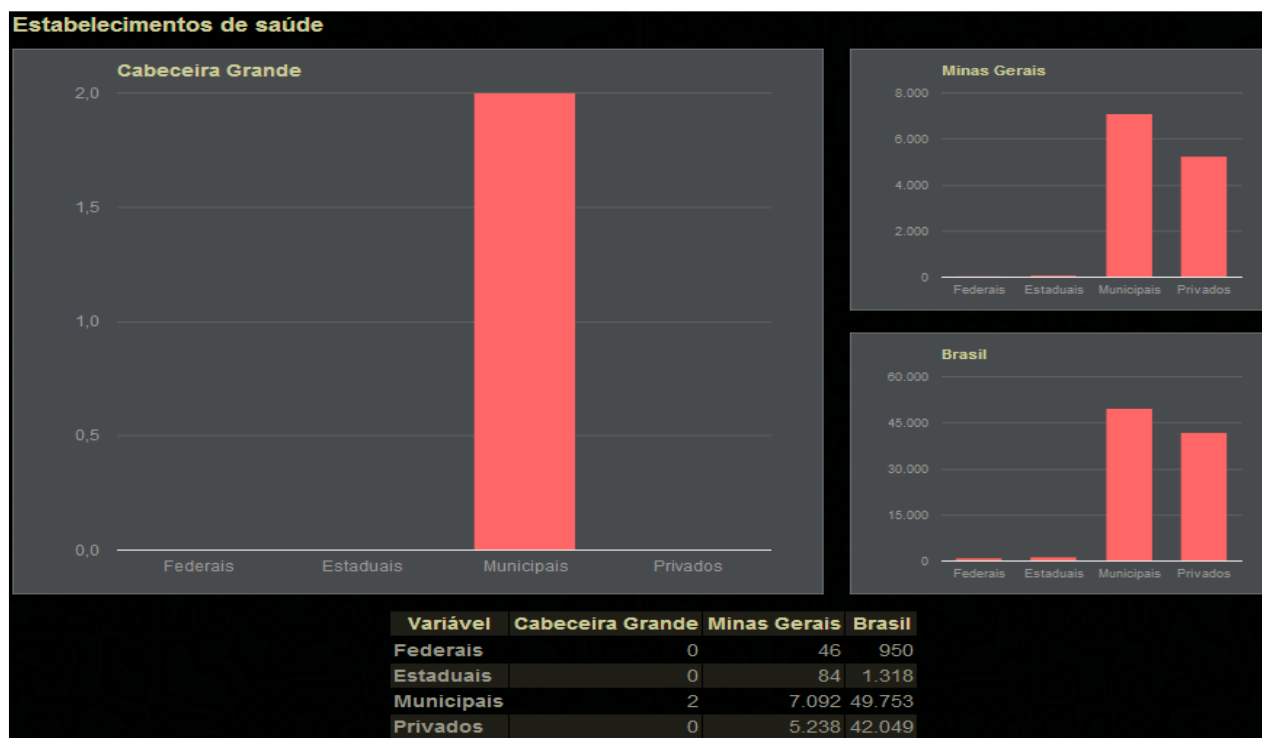 Estabelecimentos de saúde
Cabeceira Grande
2,0
1,5
1,0
0,5
0,0
Federais Estaduais Municipais Privados
Minas Gerais
8.000
6.000
4.000
2.000
0
Federais Estaduais Municipais Privados
Brasil
60.000
45.000
30.000
15.000
0
Federais Estaduais Municipais Privados
Variável Cabeceira Grande Minas Gerais Brasil
Federais 0 46 950
Estaduais 0 84 1.318
Municipais 2 7.092 49.753
Privados 0 5.238 42.049